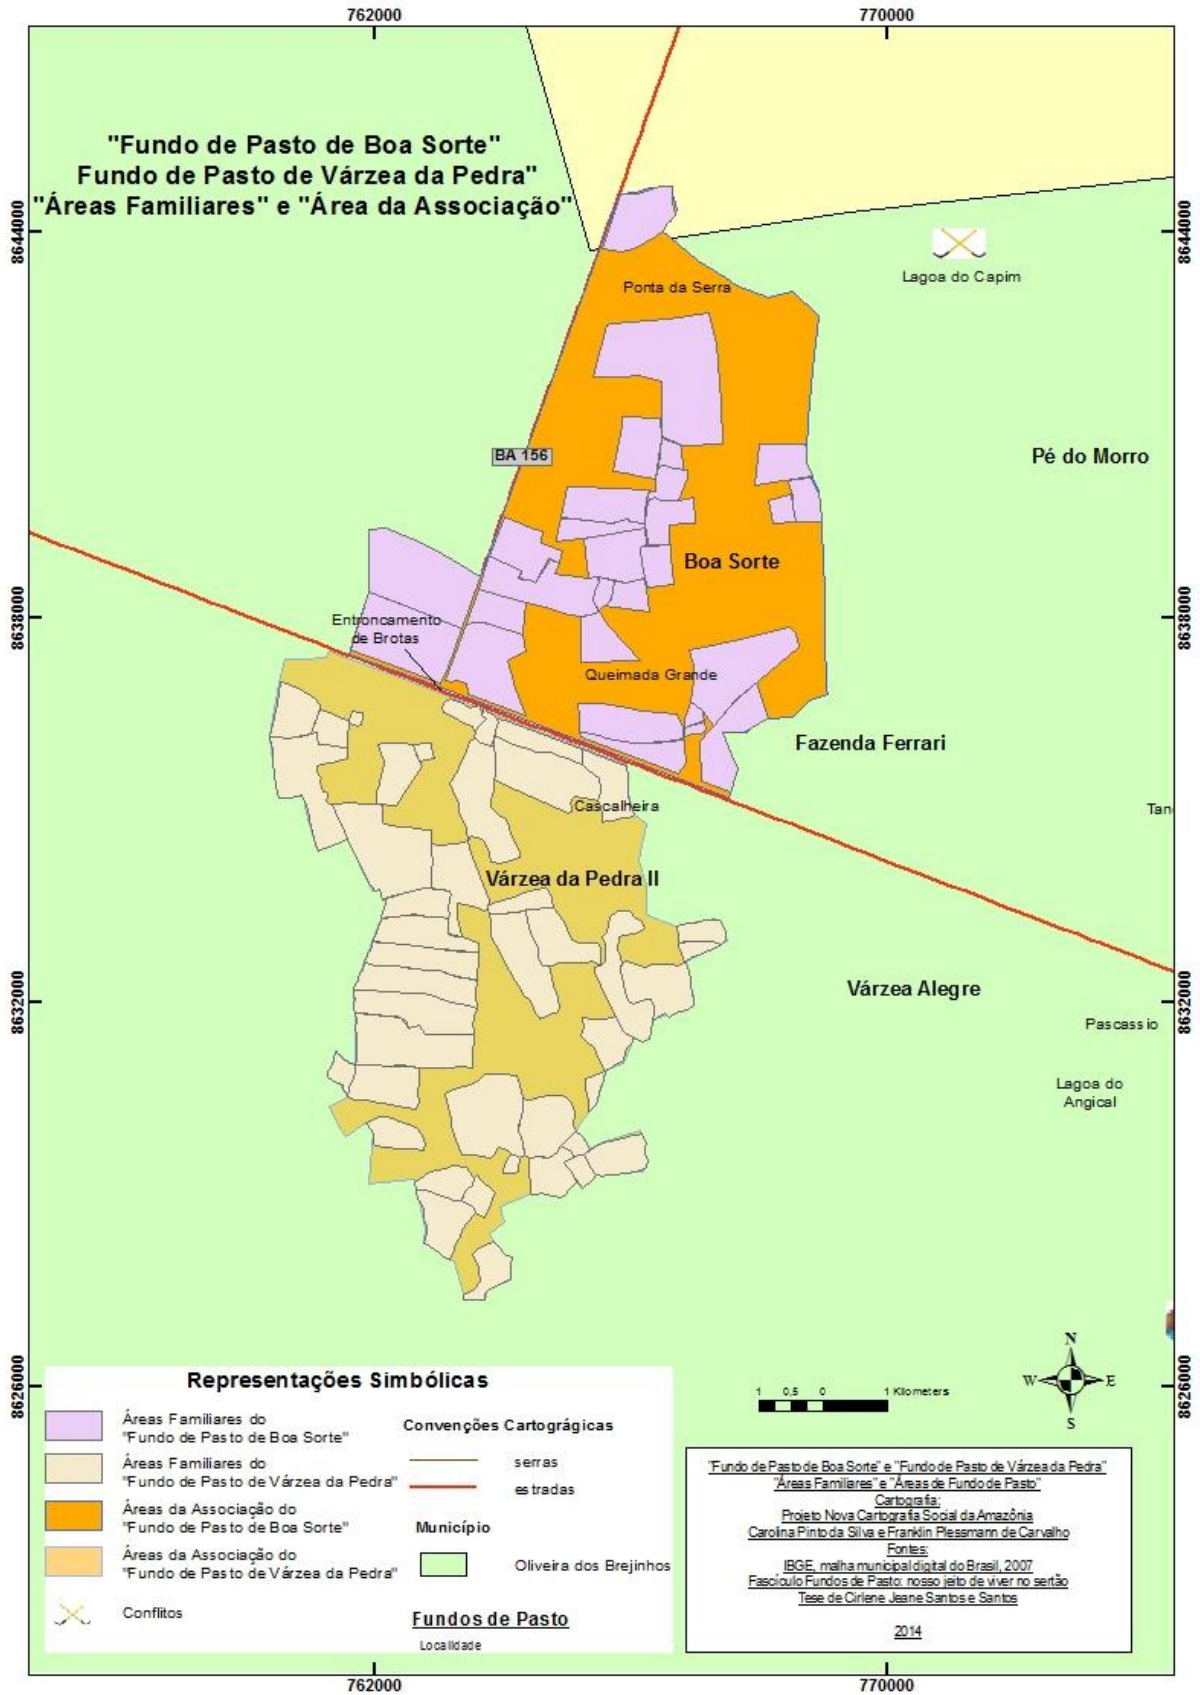 762000
770000
"Fundo de Pasto de Boa Sorte"
Fundo de Pasto de Várzea da Pedra"
"Áreas Familiares" e "Área da Associação"
8644000
8644000
Lagoa do Capim
Ponta da Serra
BA 156
Pé do Morro
Boa Sorte
8638000
8638000
Entroncamento
de Brotas
Queimada Grande
Fazenda Ferrari
Cascalheira
Tan
Várzea da Pedra II
Várzea Alegre
8632000
8632000
Pascassio
Lagoa do
Angical
8626000
8626000
N
W
E
S
1 0,5 0 1 Kilometers
Representações Simbólicas
Áreas Familiares do
"Fundo de Pasto de Boa Sorte"
Áreas Familiares do
"Fundo de Pasto de Várzea da Pedra"
Áreas da Associação do
"Fundo de Pasto de Boa Sorte"
Áreas da Associação do
"Fundo de Pasto de Várzea da Pedra"
Conflitos
Convenções Cartográgicas
serras
estradas
Município
Oliveira dos Brejinhos
Fundos de Pasto
Localidade
"Fundo de Pasto de Boa Sorte" e "Fundo de Pasto de Várzea da Pedra"
"Áreas Familiares" e "Áreas de Fundo de Pasto"
Cartografia:
Projeto Nova Cartografia Social da Amazônia
Carolina Pinto da Silva e Franklin Plessmann de Carvalho
Fontes:
IBGE, malha municipal digital do Brasil, 2007
Fascículo Fundos de Pasto: nosso jeito de viver no sertão
Tese de Cirlene Jeane Santos e Santos
2014
762000
770000